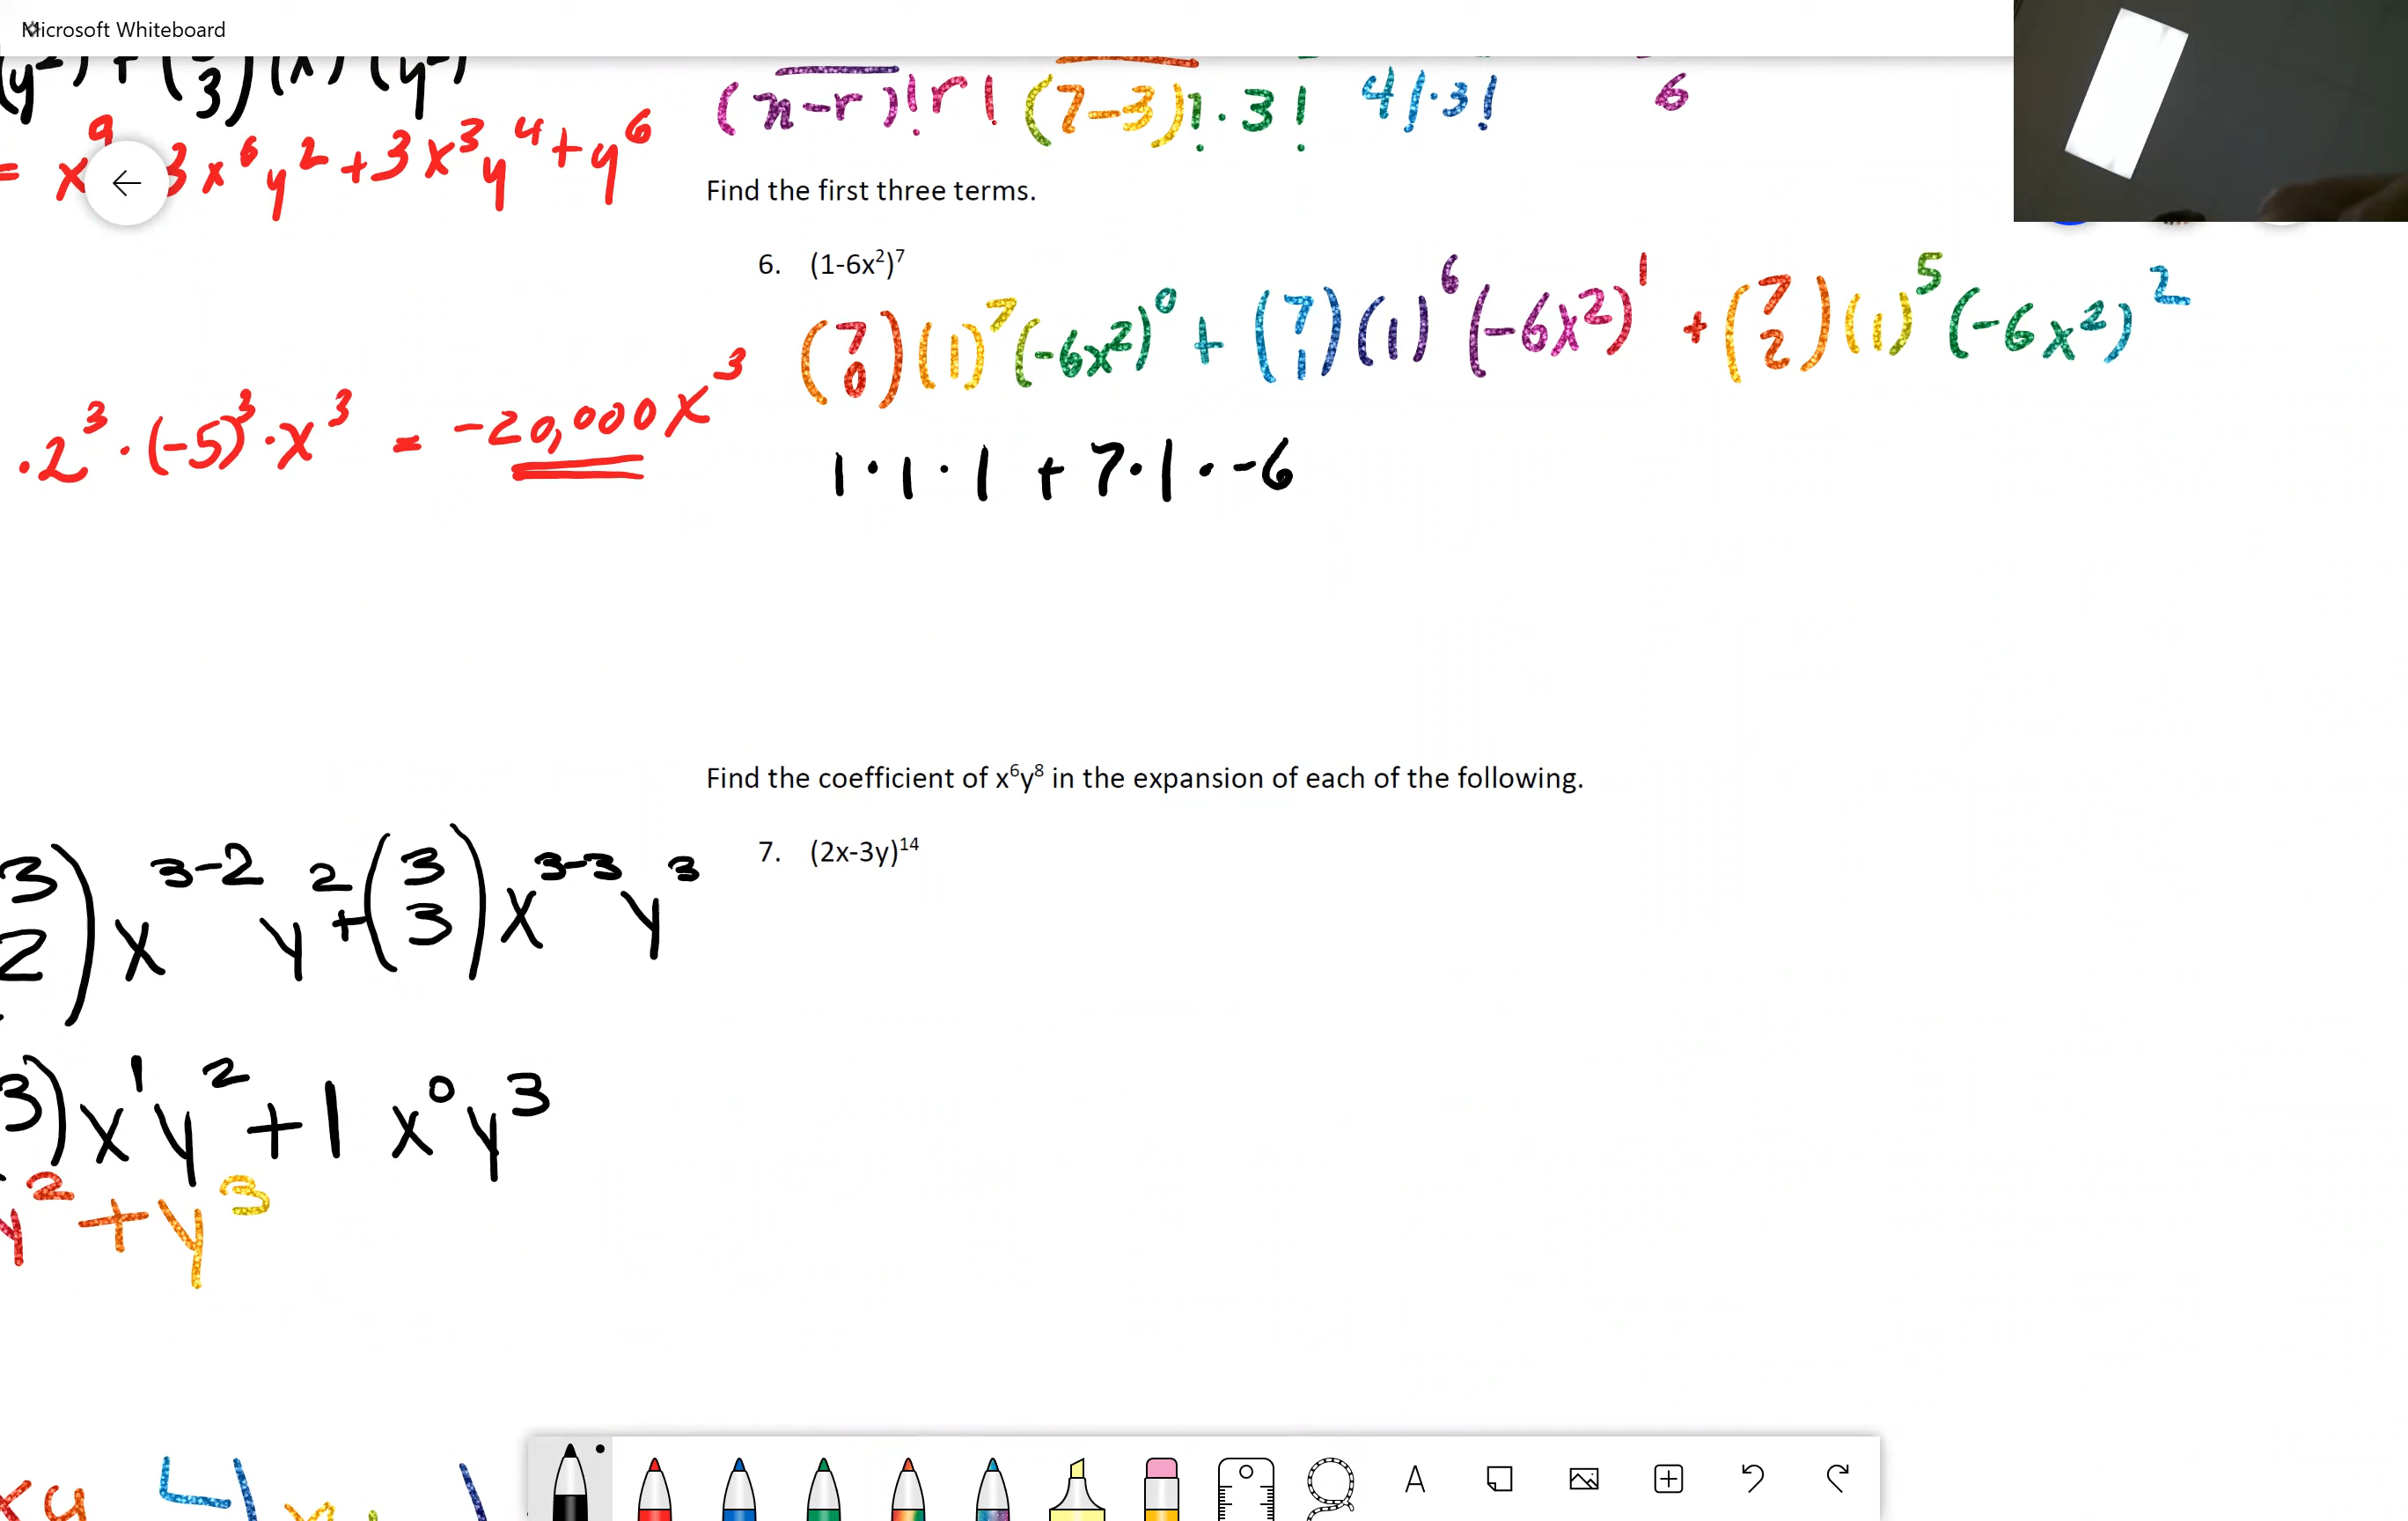 Microsoft Whiteboard
= x⁹ 3x⁶y² + 3x³y⁴ + y⁶
(n-r)! r! (7-3)! · 3! 4! · 3! 6
Find the first three terms.
6. (1-6x²)⁷
(7 0)(1)⁷(-6x²)⁰ + (7 1)(1)⁶(-6x²)¹ + (7 2)(1)⁵(-6x²)²
· 2³ · (-5)³ · x³ = -20,000x³
1 · 1 · 1 + 7 · 1 · -6
Find the coefficient of x⁶y⁸ in the expansion of each of the following.
7. (2x-3y)¹⁴
3 2) x³⁻² y² + (3 3) x³⁻³ y³
3) x¹y² + 1 x⁰y³
y² + y³
A